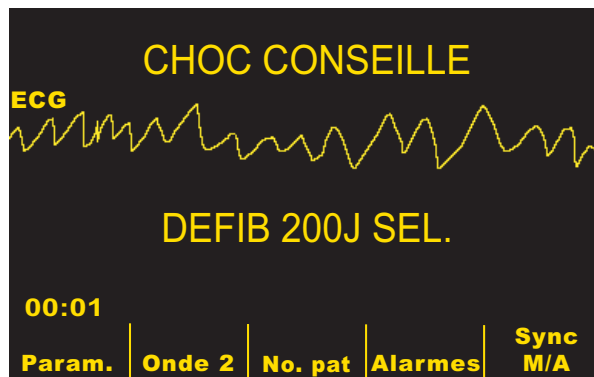 CHOC CONSEILLE
ECG
DEFIB 200J SEL.
00:01
Param. Onde 2 No. pat Alarmes Sync M/A